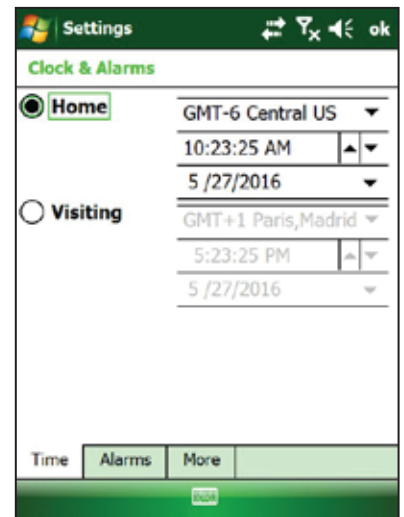 Settings ok
Clock & Alarms
Home
GMT-6 Central US
10:23:25 AM
5 /27/2016
Visiting
GMT+1 Paris,Madrid
5:23:25 PM
5 /27/2016
Time Alarms More